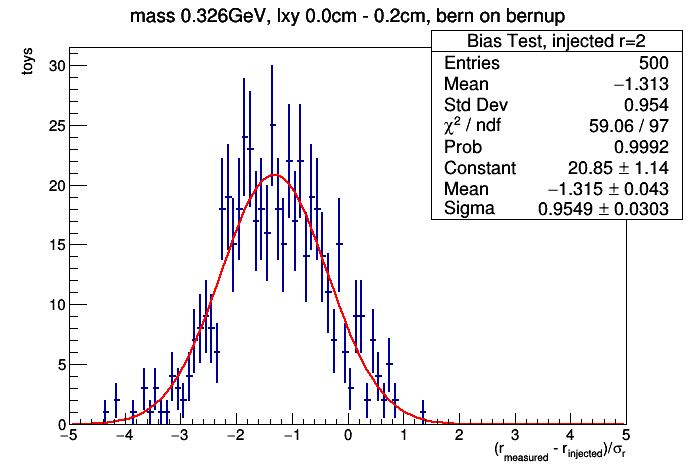 mass 0.326GeV, lxy 0.0cm - 0.2cm, bern on bernup
Bias Test, injected r=2
Entries 500
Mean −1.313
Std Dev 0.954
χ² / ndf 59.06 / 97
Prob 0.9992
Constant 20.85 ± 1.14
Mean −1.315 ± 0.043
Sigma 0.9549 ± 0.0303
toys
30
25
20
15
10
5
0
−5 −4 −3 −2 −1 0 1 2 3 4 5
(r_measured - r_injected)/σ_r